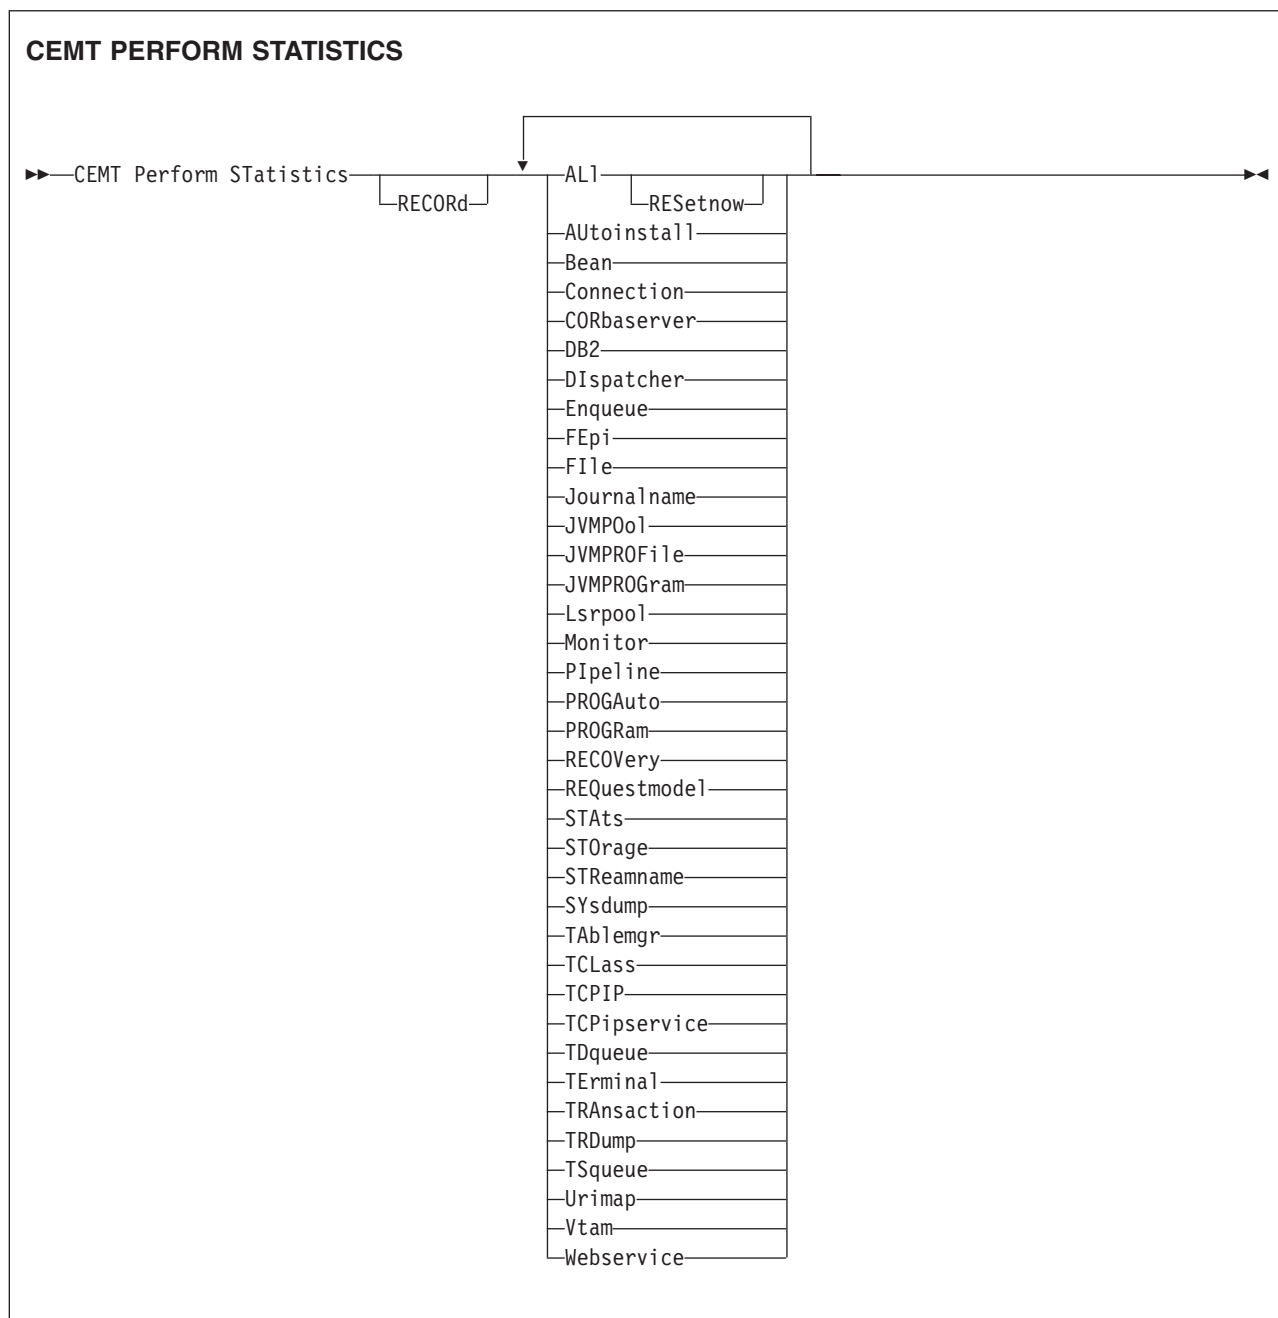 CEMT PERFORM STATISTICS
CEMT Perform STatistics ALl
RECORd RESetnow
AUtoinstall
Bean
Connection
CORbaserver
DB2
DIspatcher
Enqueue
FEpi
FIle
Journalname
JVMPOol
JVMPROFile
JVMPROGram
Lsrpool
Monitor
PIpeline
PROGAuto
PROGRam
RECOVery
REQuestmodel
STAts
STOrage
STReamname
SYsdump
TAblemgr
TCLass
TCPIP
TCPipservice
TDqueue
TErminal
TRAnsaction
TRDump
TSqueue
Urimap
Vtam
Webservice